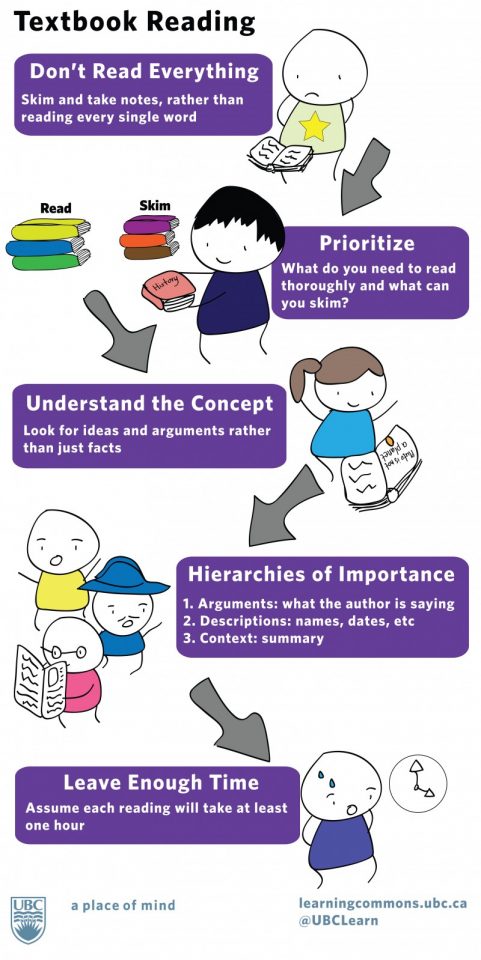 Textbook Reading
Don't Read Everything
Skim and take notes, rather than
reading every single word
Read
Skim
History
Prioritize
What do you need to read
thoroughly and what can
you skim?
Understand the Concept
Look for ideas and arguments rather
than just facts
Pluto is not
a planet
Hierarchies of Importance
1. Arguments: what the author is saying
2. Descriptions: names, dates, etc
3. Context: summary
Leave Enough Time
Assume each reading will take at least
one hour
UBC
a place of mind
learningcommons.ubc.ca
@UBCLearn